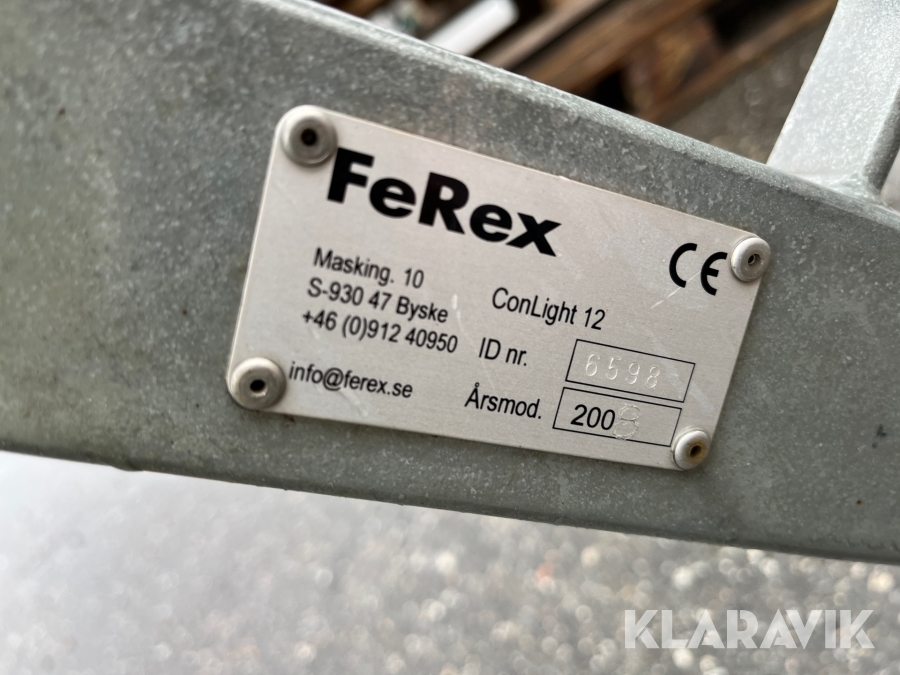 FeRex
CE
Masking. 10
S-930 47 Byske
+46 (0)912 40950
info@ferex.se
ConLight 12
ID nr. 6598
Årsmod. 2008
KLARAVIK